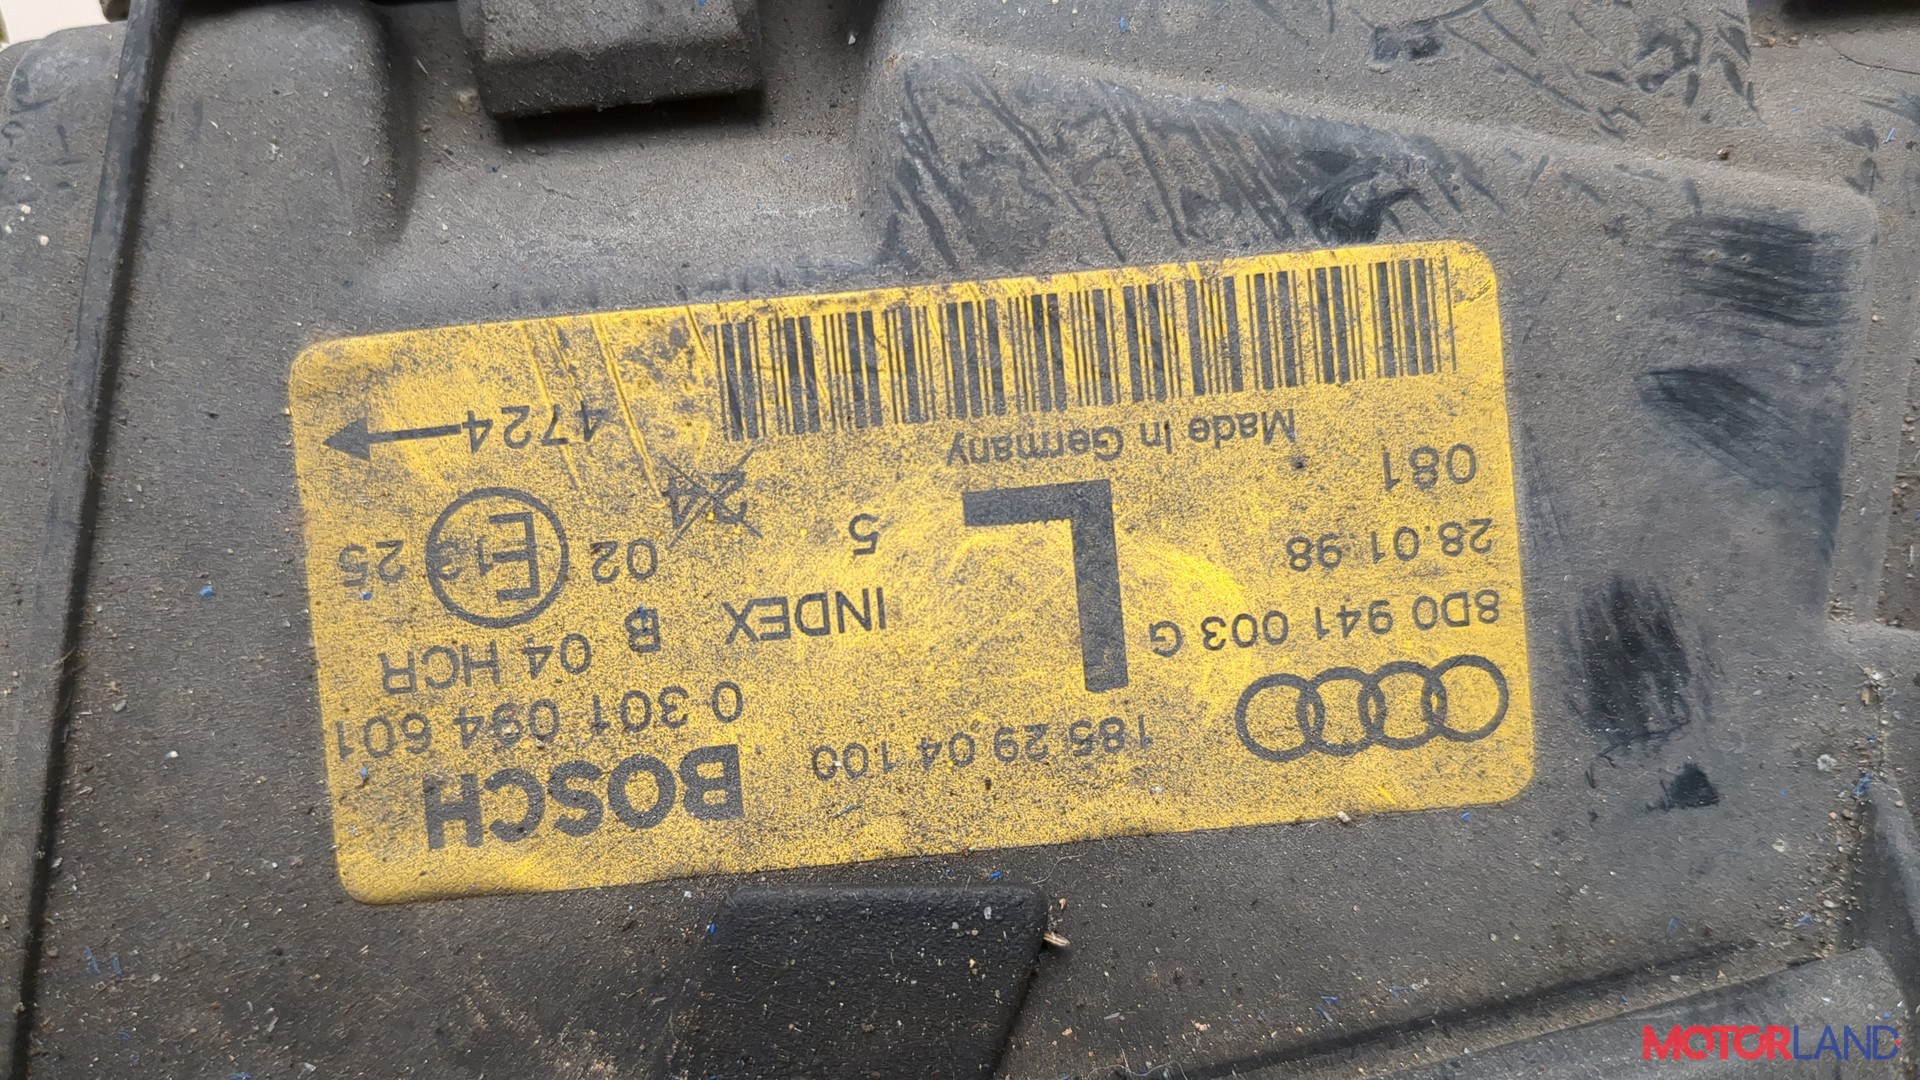 BOSCH
0 301 094 601
B 04 HCR
02 E13 25
24
4724
185 29 04 100
INDEX
5
L
Made in Germany
8D0 941 003 G
28.01.98
081
MOTORLAND